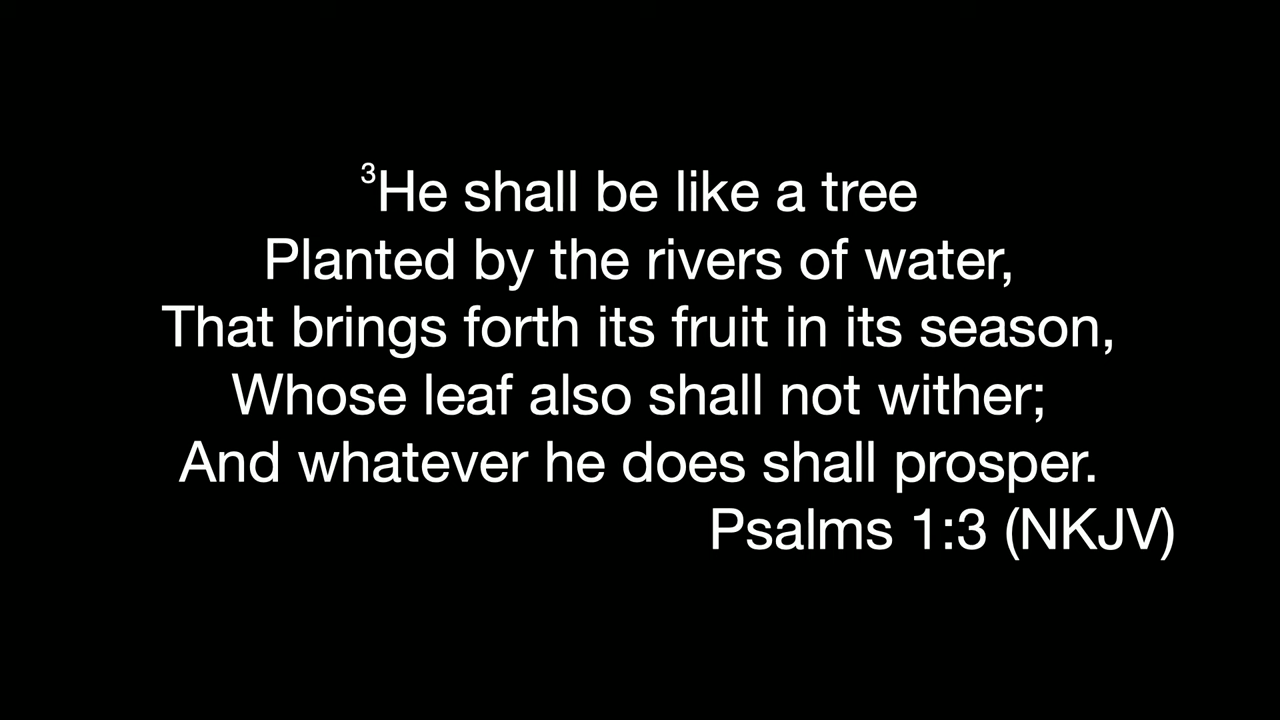 ³He shall be like a tree
Planted by the rivers of water,
That brings forth its fruit in its season,
Whose leaf also shall not wither;
And whatever he does shall prosper.
Psalms 1:3 (NKJV)